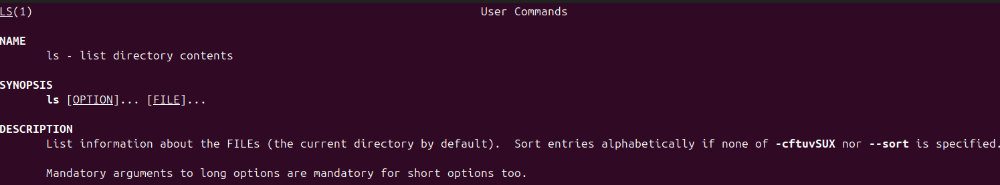 LS(1) User Commands
NAME
ls - list directory contents
SYNOPSIS
ls [OPTION]... [FILE]...
DESCRIPTION
List information about the FILEs (the current directory by default).  Sort entries alphabetically if none of -cftuvSUX nor --sort is specified.
Mandatory arguments to long options are mandatory for short options too.